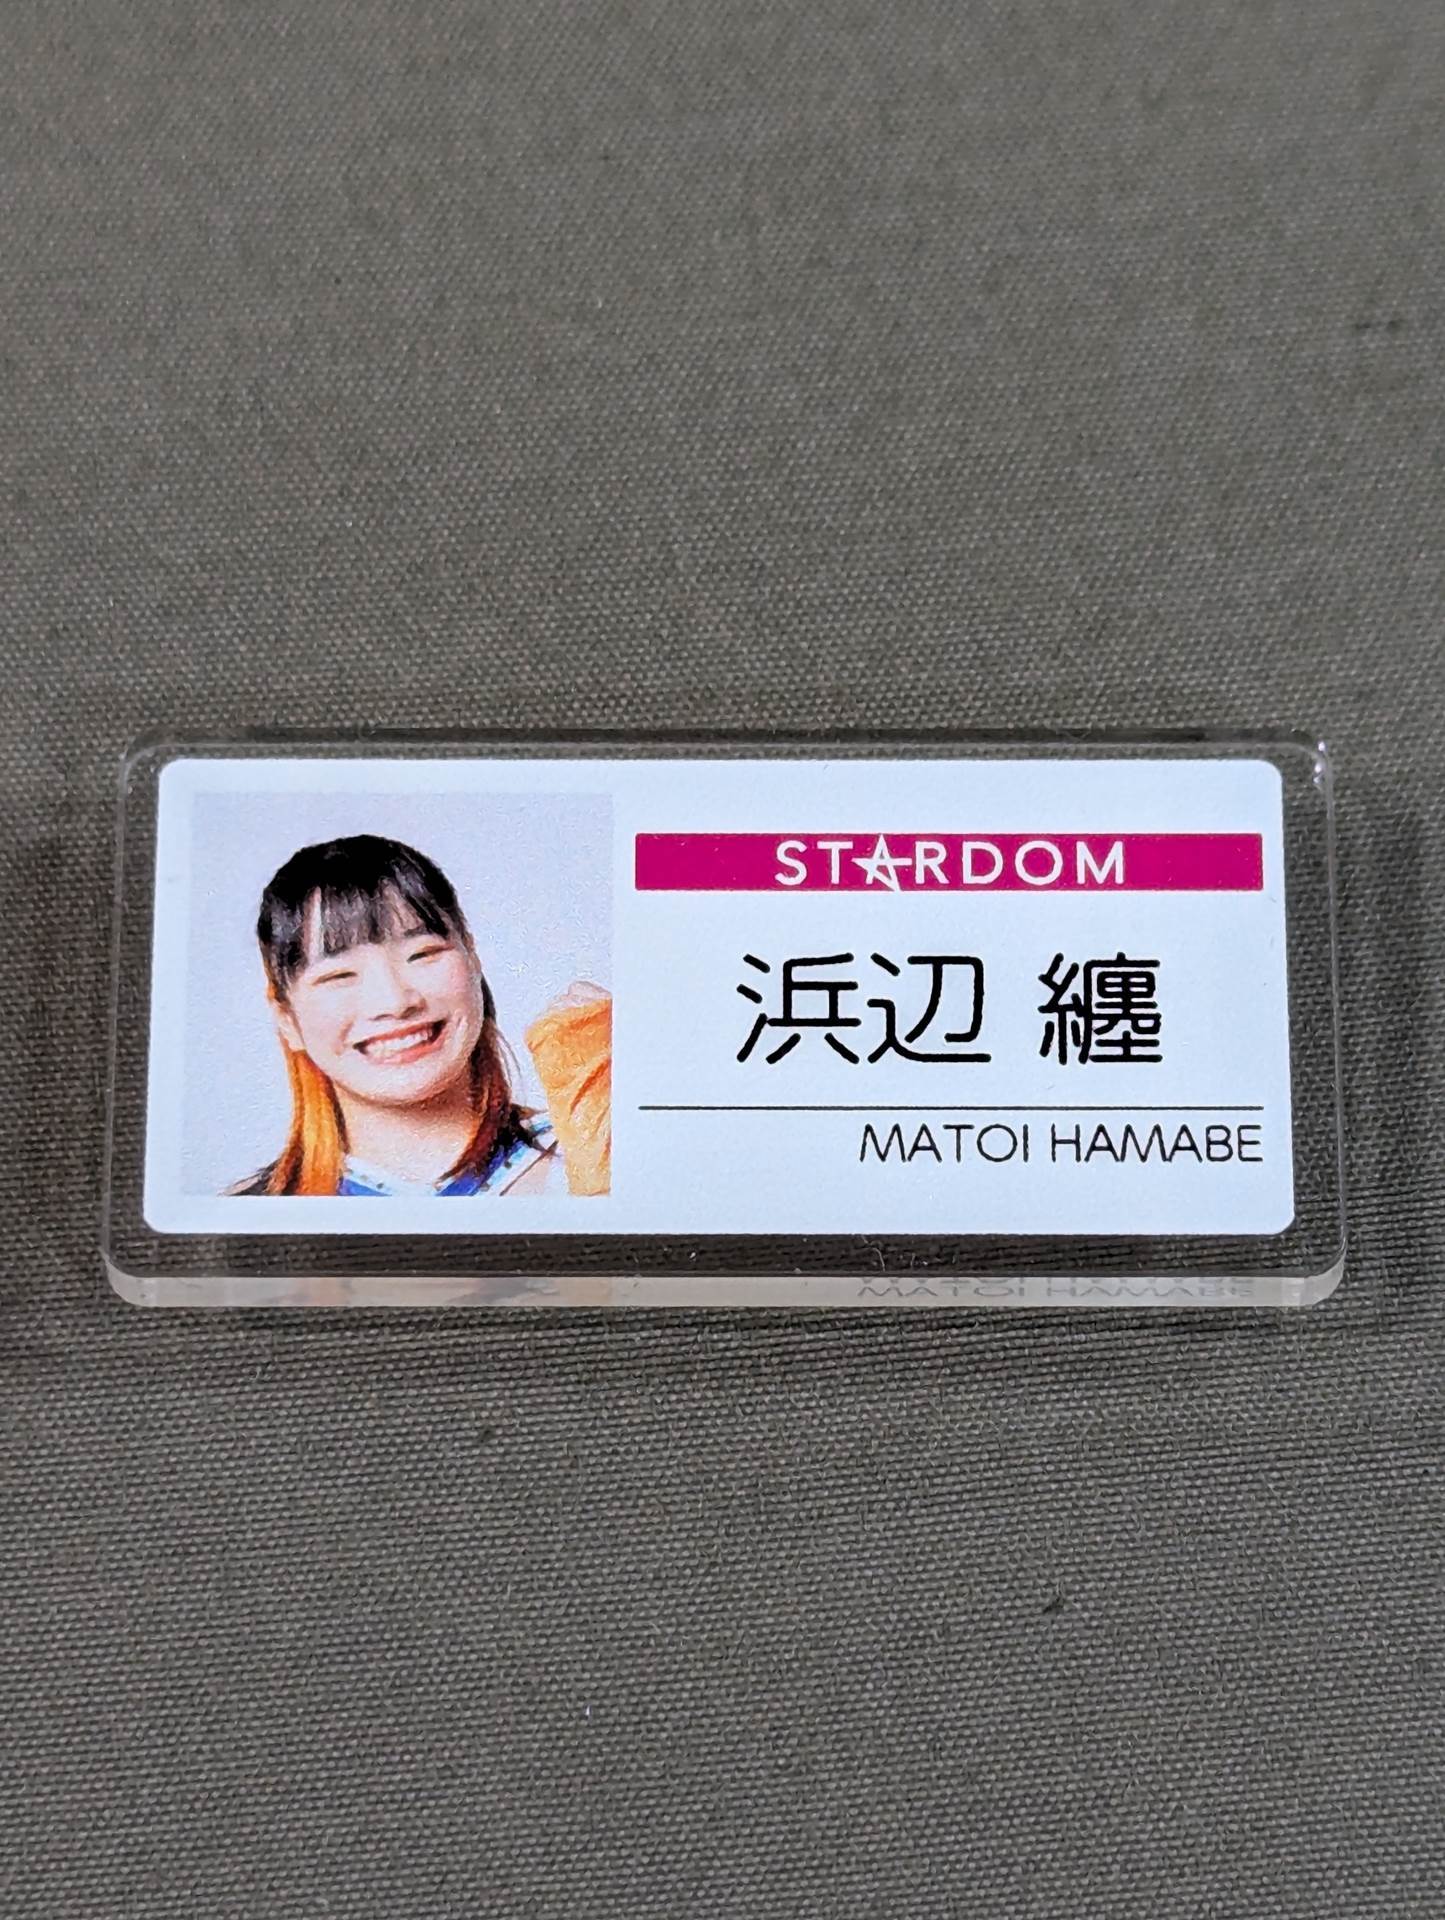 STARDOM
浜辺 纏
MATOI HAMABE